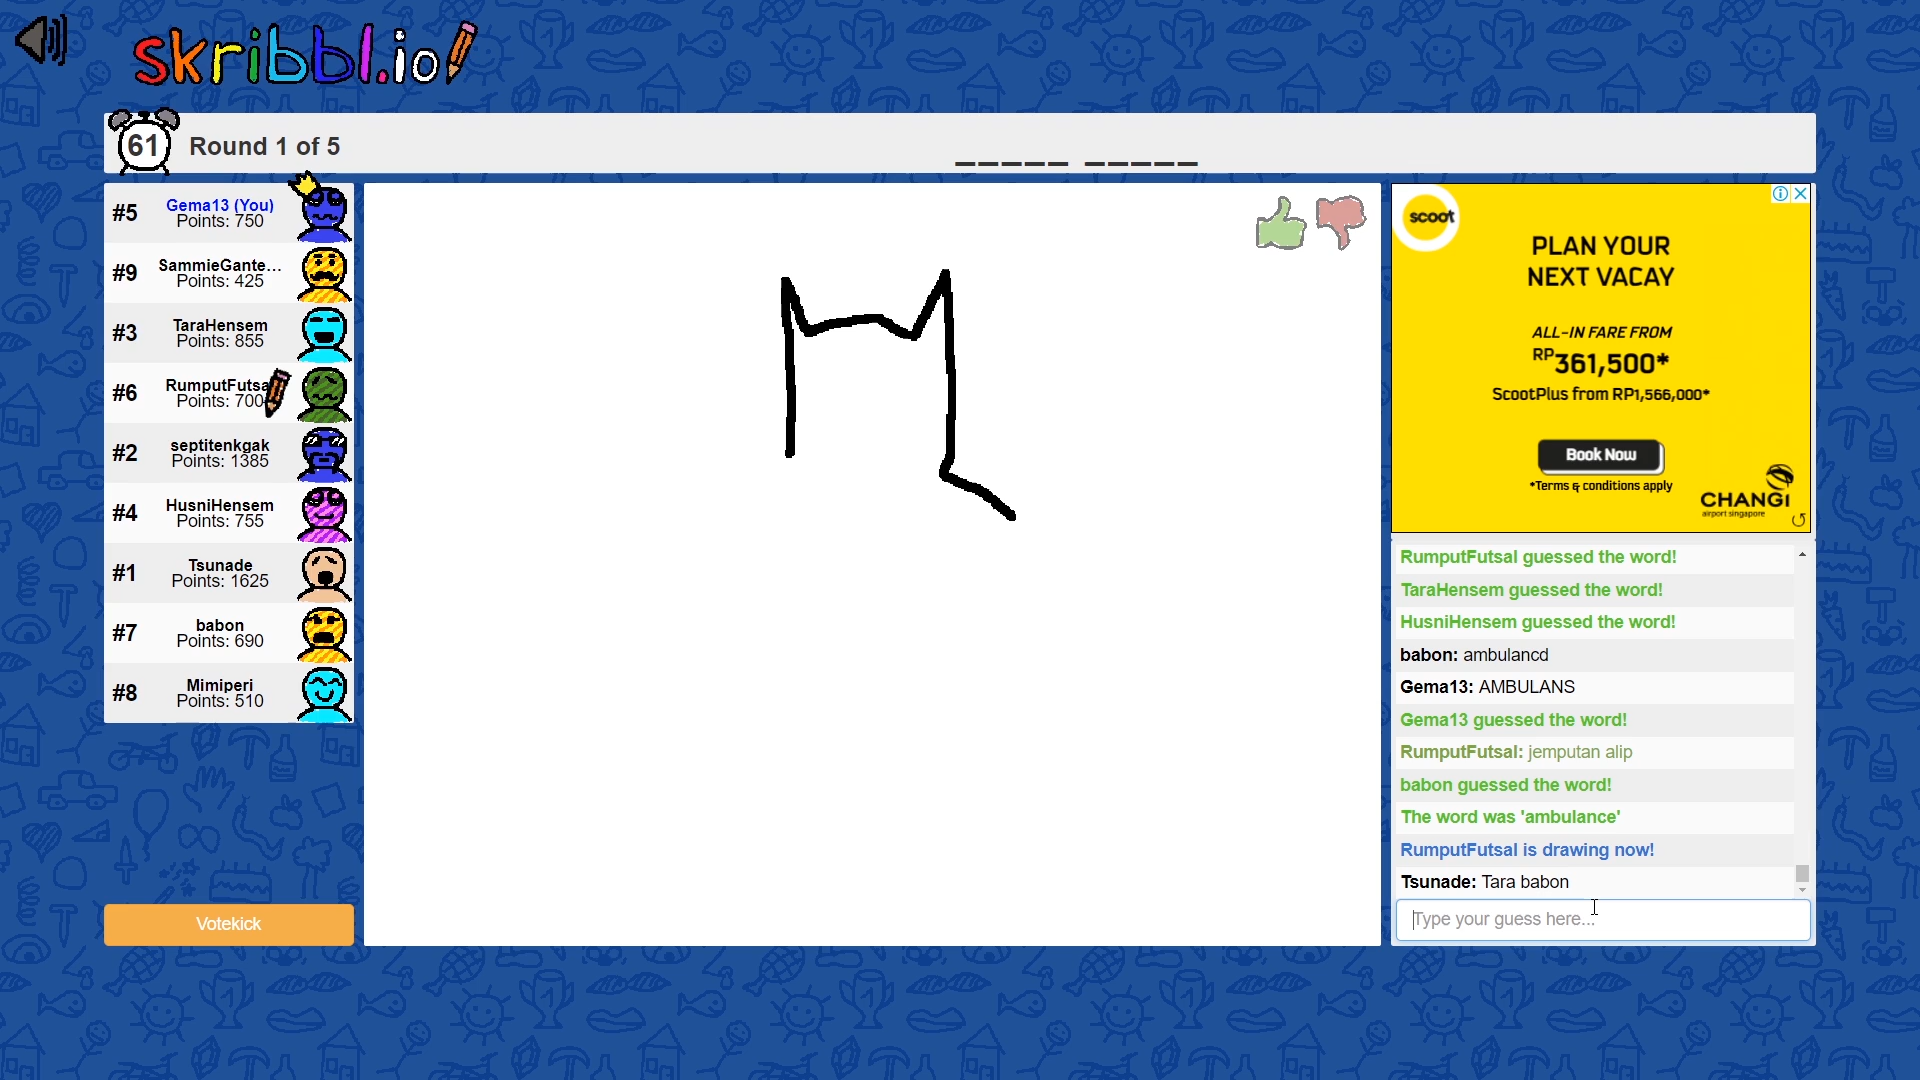 skribbl.io
61
Round 1 of 5
_____ _____
#5
Gema13 (You)
Points: 750
#9
SammieGante...
Points: 425
#3
TaraHensem
Points: 855
#6
RumputFutsa
Points: 700
#2
septitenkgak
Points: 1385
#4
HusniHensem
Points: 755
#1
Tsunade
Points: 1625
#7
babon
Points: 690
#8
Mimiperi
Points: 510
Votekick
scoot
PLAN YOUR
NEXT VACAY
ALL-IN FARE FROM
RP361,500*
ScootPlus from RP1,566,000*
Book Now
*Terms & conditions apply
CHANGI
airport singapore
RumputFutsal guessed the word!
TaraHensem guessed the word!
HusniHensem guessed the word!
babon: ambulancd
Gema13: AMBULANS
Gema13 guessed the word!
RumputFutsal: jemputan alip
babon guessed the word!
The word was 'ambulance'
RumputFutsal is drawing now!
Tsunade: Tara babon
Type your guess here...